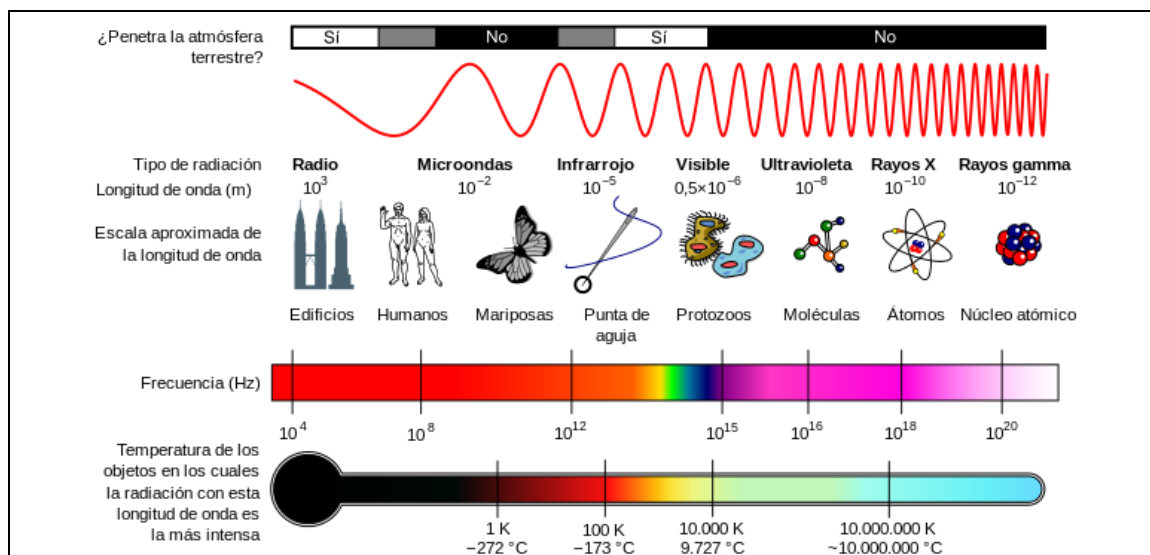 ¿Penetra la atmósfera
terrestre?
Sí No Sí No
Tipo de radiación Radio Microondas Infrarrojo Visible Ultravioleta Rayos X Rayos gamma
Longitud de onda (m) 10³ 10⁻² 10⁻⁵ 0,5×10⁻⁶ 10⁻⁸ 10⁻¹⁰ 10⁻¹²
Escala aproximada de
la longitud de onda
Edificios Humanos Mariposas Punta de Protozoos Moléculas Átomos Núcleo atómico
aguja
Frecuencia (Hz)
10⁴ 10⁸ 10¹² 10¹⁵ 10¹⁶ 10¹⁸ 10²⁰
Temperatura de los
objetos en los cuales
la radiación con esta
longitud de onda es
la más intensa
1 K 100 K 10.000 K 10.000.000 K
−272 °C −173 °C 9.727 °C ~10.000.000 °C